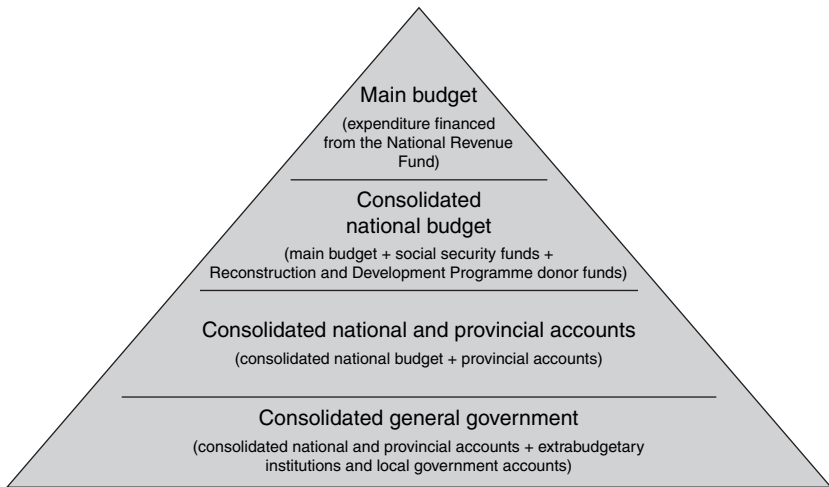 Main budget
(expenditure financed
from the National Revenue
Fund)
Consolidated
national budget
(main budget + social security funds +
Reconstruction and Development Programme donor funds)
Consolidated national and provincial accounts
(consolidated national budget + provincial accounts)
Consolidated general government
(consolidated national and provincial accounts + extrabudgetary
institutions and local government accounts)